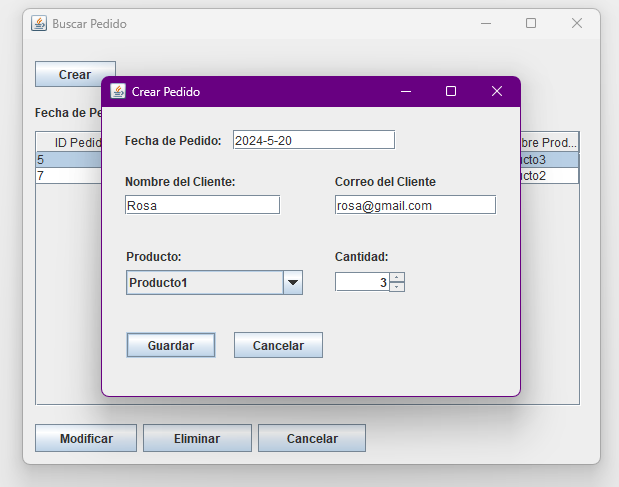 Buscar Pedido
Crear
Crear Pedido
Fecha de Pe
ID Pedid
bre Prod...
5
ucto3
7
ucto2
Fecha de Pedido: 2024-5-20
Nombre del Cliente: Correo del Cliente
Rosa rosa@gmail.com
Producto: Cantidad:
Producto1 3
Guardar Cancelar
Modificar Eliminar Cancelar